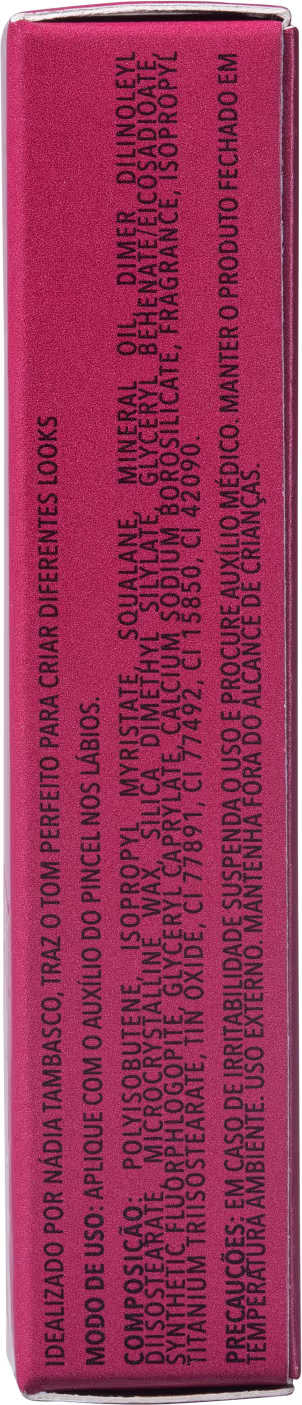 IDEALIZADO POR NÁDIA TAMBASCO, TRAZ O TOM PERFEITO PARA CRIAR DIFERENTES LOOKS
MODO DE USO: APLIQUE COM O AUXÍLIO DO PINCEL NOS LÁBIOS.
COMPOSIÇÃO: POLYISOBUTENE, ISOPROPYL MYRISTATE, SQUALANE, MINERAL OIL, DIMER DILINOLEYL
DIISOSTEARATE, MICROCRYSTALLINE WAX, SILICA DIMETHYL SILYLATE, GLYCERYL BEHENATE/EICOSADIOATE,
SYNTHETIC FLUORPHLOGOPITE, GLYCERYL CAPRYLATE, CALCIUM SODIUM BOROSILICATE, FRAGRANCE, ISOPROPYL
TITANIUM TRIISOSTEARATE, TIN OXIDE, CI 77891, CI 77492, CI 15850, CI 42090.
PRECAUCÕES: EM CASO DE IRRITABILIDADE SUSPENDA O USO E PROCURE AUXÍLIO MÉDICO. MANTER O PRODUTO FECHADO EM
TEMPERATURA AMBIENTE. USO EXTERNO. MANTENHA FORA DO ALCANCE DE CRIANÇAS.